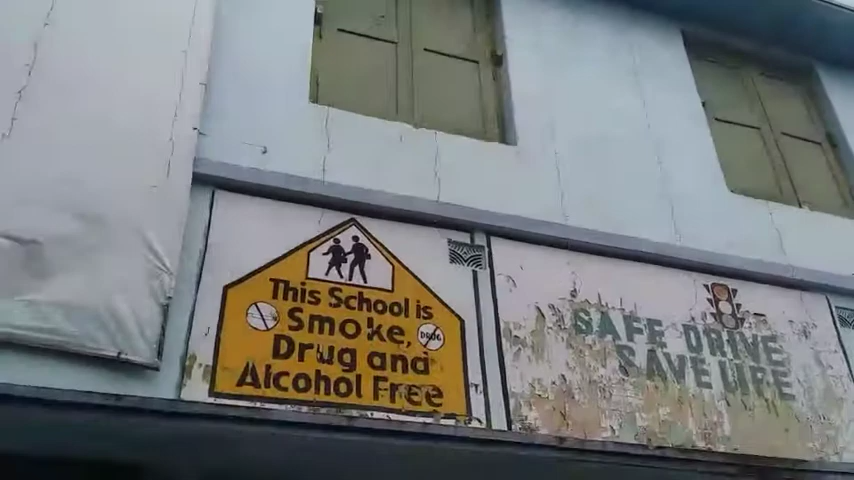 This School is
Smoke,
Drug and
Alcohol Free
DRUG
SAFE DRIVE
SAVE LIFE